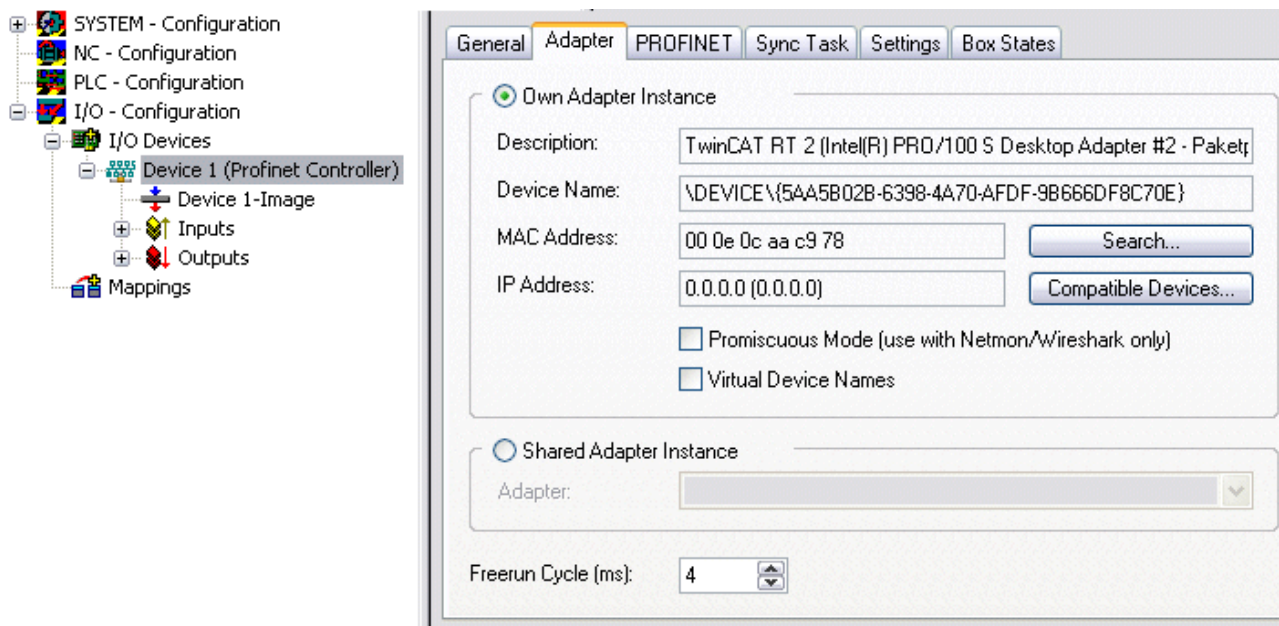 SYSTEM - Configuration
NC - Configuration
PLC - Configuration
I/O - Configuration
I/O Devices
Device 1 (Profinet Controller)
Device 1-Image
Inputs
Outputs
Mappings
General Adapter PROFINET Sync Task Settings Box States
Own Adapter Instance
Description: TwinCAT RT 2 (Intel(R) PRO/100 S Desktop Adapter #2 - Paketp
Device Name: \DEVICE\{5AA5B02B-6398-4A70-AFDF-9B666DF8C70E}
MAC Address: 00 0e 0c aa c9 78 Search...
IP Address: 0.0.0.0 (0.0.0.0) Compatible Devices...
Promiscuous Mode (use with Netmon/Wireshark only)
Virtual Device Names
Shared Adapter Instance
Adapter:
Freerun Cycle (ms): 4